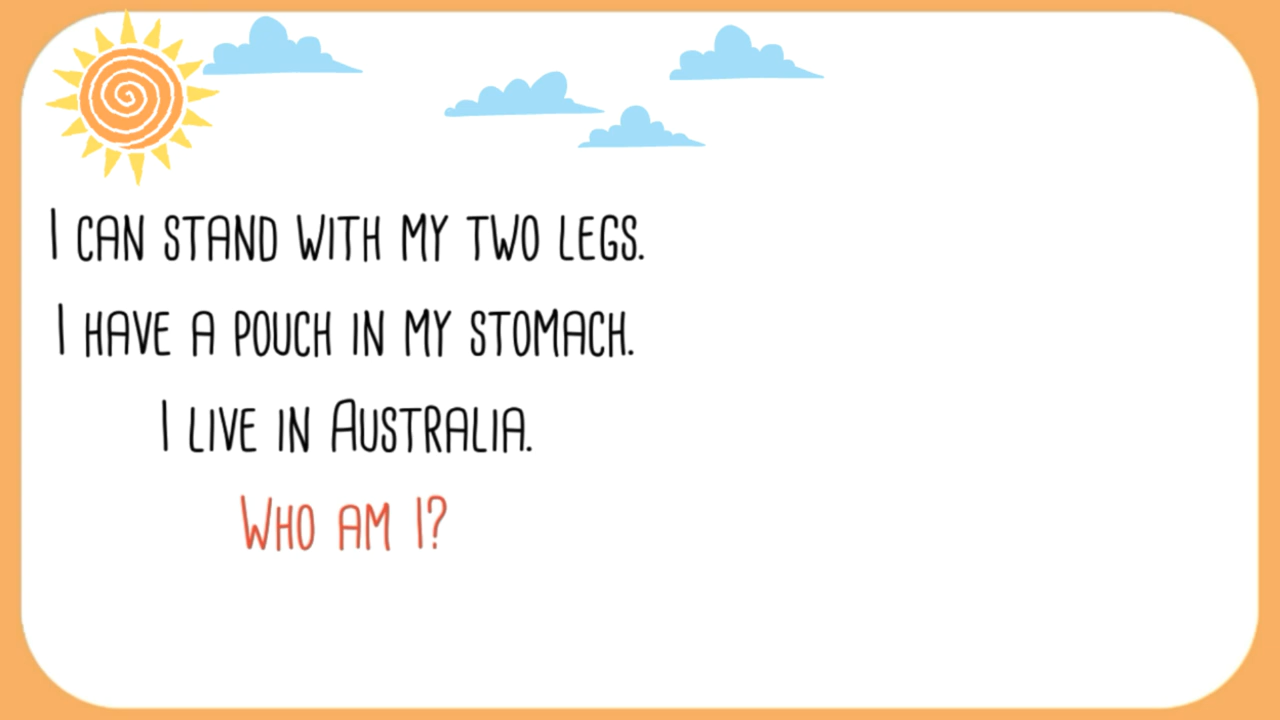 I can stand with my two legs.
I have a pouch in my stomach.
I live in Australia.
Who am I?